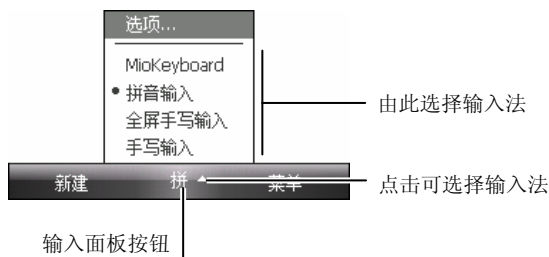 选项...
MioKeyboard
拼音输入
全屏手写输入
手写输入
由此选择输入法
新建 拼 菜单
点击可选择输入法
输入面板按钮